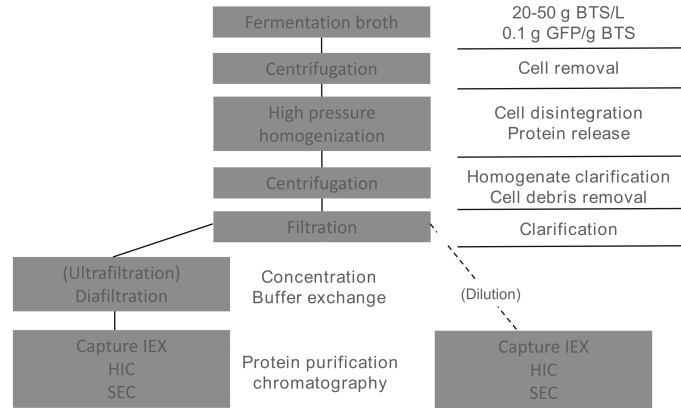 Fermentation broth
20-50 g BTS/L
0.1 g GFP/g BTS
Centrifugation
Cell removal
High pressure
homogenization
Cell disintegration
Protein release
Centrifugation
Homogenate clarification
Cell debris removal
Filtration
Clarification
(Ultrafiltration)
Diafiltration
Concentration
Buffer exchange
(Dilution)
Capture IEX
HIC
SEC
Protein purification
chromatography
Capture IEX
HIC
SEC